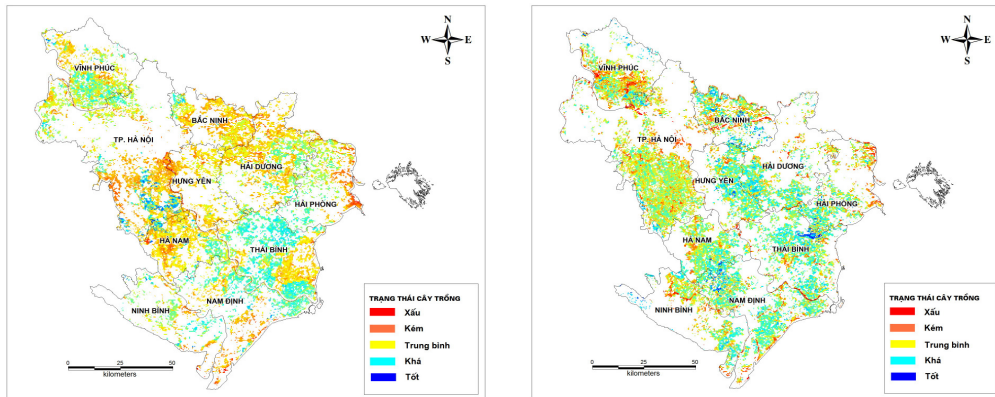 N
W E
S
VĨNH PHÚC
BẮC NINH
TP. HÀ NỘI
HẢI DƯƠNG
HƯNG YÊN
HẢI PHÒNG
HÀ NAM
THÁI BÌNH
NAM ĐỊNH
NINH BÌNH
TRẠNG THÁI CÂY TRỒNG
Xấu
Kém
Trung bình
Khá
Tốt
0 25 50
kilometers
N
W E
S
VĨNH PHÚC
BẮC NINH
TP. HÀ NỘI
HẢI DƯƠNG
HƯNG YÊN
HẢI PHÒNG
HÀ NAM
THÁI BÌNH
NAM ĐỊNH
NINH BÌNH
TRẠNG THÁI CÂY TRỒNG
Xấu
Kém
Trung bình
Khá
Tốt
0 25 50
kilometers